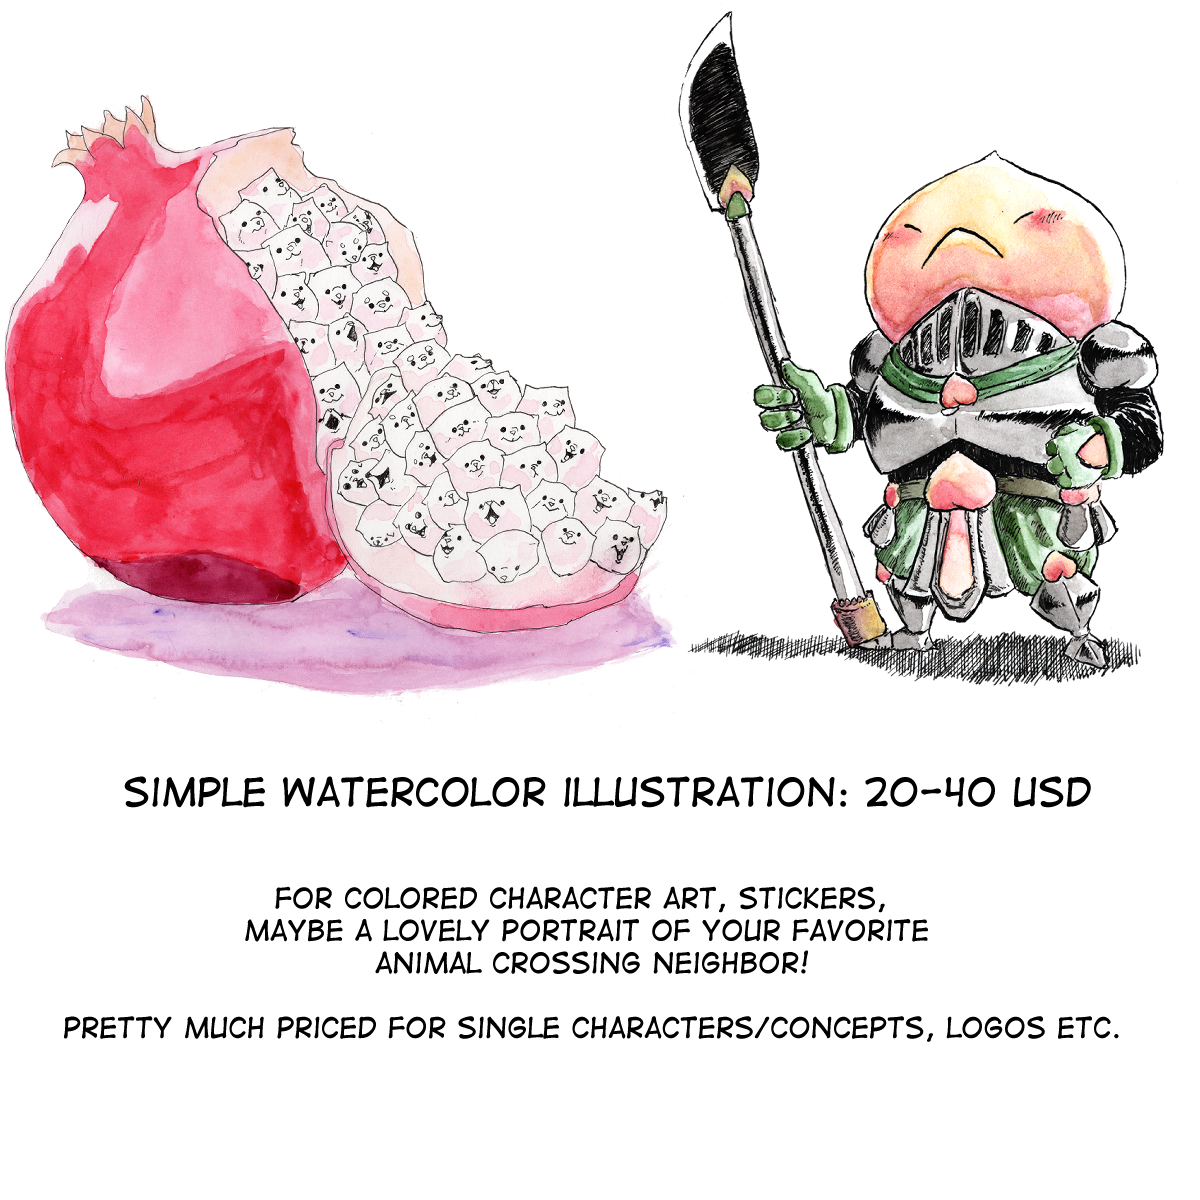 SIMPLE WATERCOLOR ILLUSTRATION: 20-40 USD
FOR COLORED CHARACTER ART, STICKERS,
MAYBE A LOVELY PORTRAIT OF YOUR FAVORITE
ANIMAL CROSSING NEIGHBOR!
PRETTY MUCH PRICED FOR SINGLE CHARACTERS/CONCEPTS, LOGOS ETC.